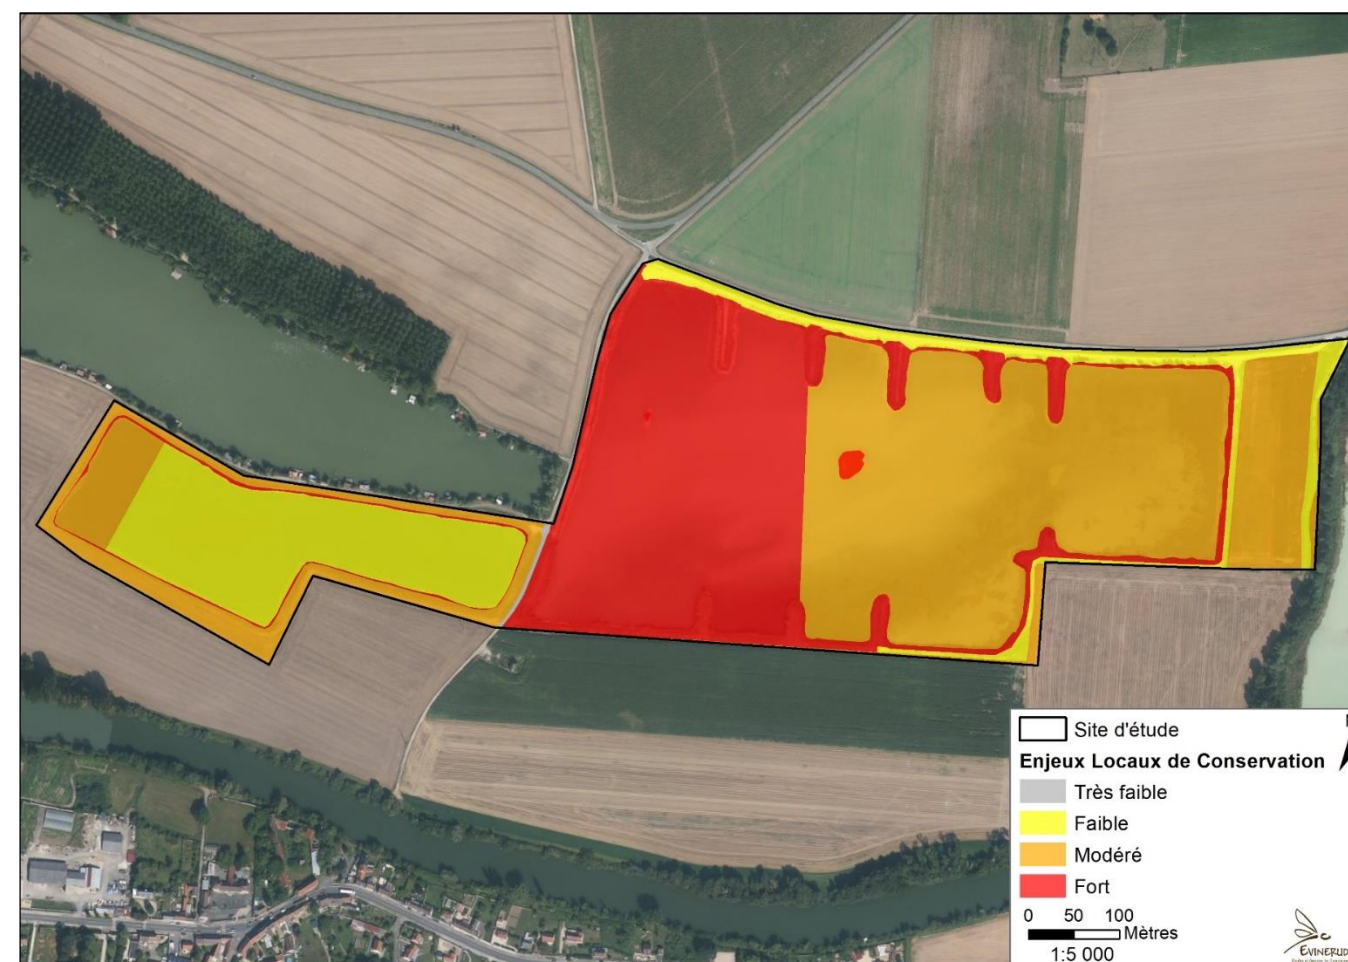 N
Site d'étude
Enjeux Locaux de Conservation
Très faible
Faible
Modéré
Fort
0 50 100
Mètres
1:5 000
EVINERUDE